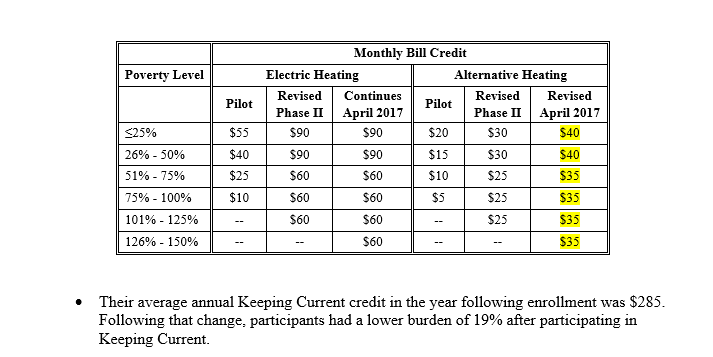 Monthly Bill Credit
Poverty Level Electric Heating Alternative Heating
Pilot Revised Phase II Continues April 2017 Pilot Revised Phase II Revised April 2017
≤25% $55 $90 $90 $20 $30 $40
26% - 50% $40 $90 $90 $15 $30 $40
51% - 75% $25 $60 $60 $10 $25 $35
75% - 100% $10 $60 $60 $5 $25 $35
101% - 125% -- $60 $60 -- $25 $35
126% - 150% -- -- $60 -- -- $35
• Their average annual Keeping Current credit in the year following enrollment was $285.
Following that change, participants had a lower burden of 19% after participating in
Keeping Current.